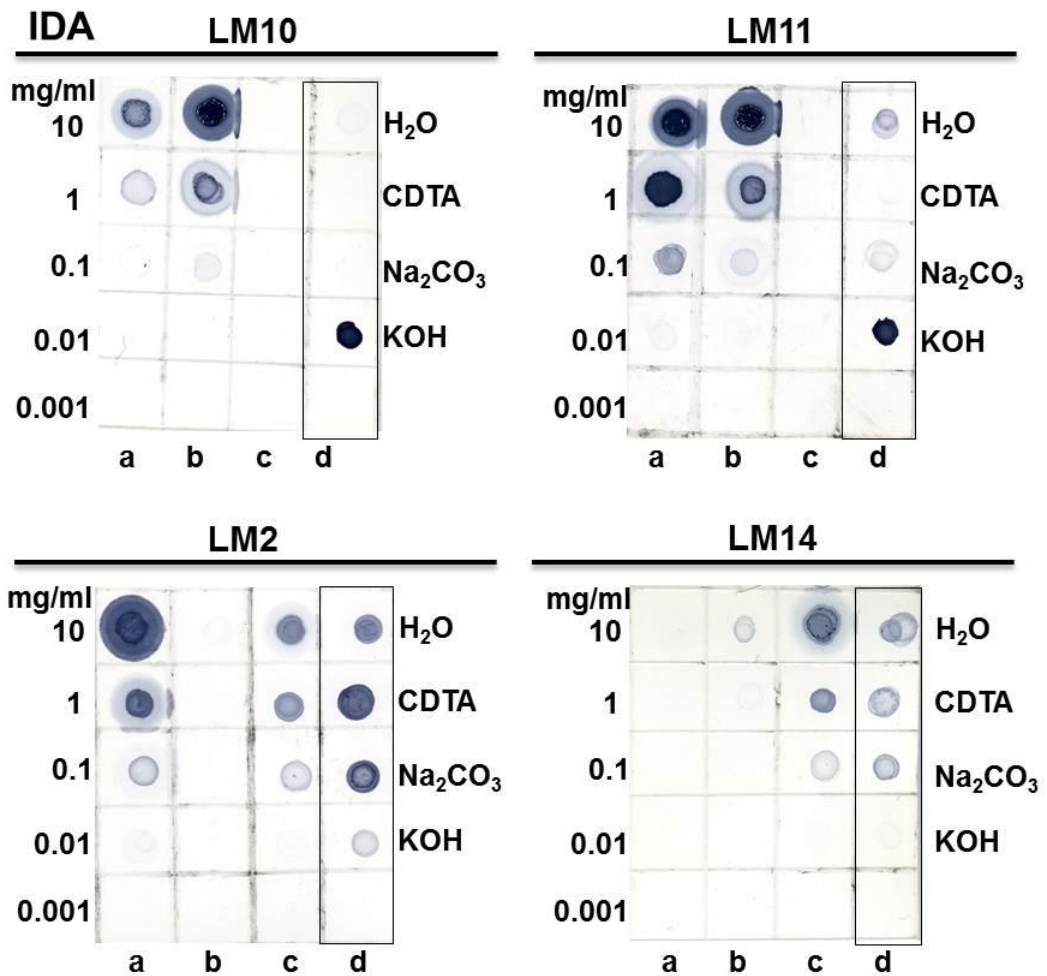 IDA
LM10
mg/ml
10
H₂O
1
CDTA
0.1
Na₂CO₃
0.01
KOH
0.001
a b c d
LM11
mg/ml
10
H₂O
1
CDTA
0.1
Na₂CO₃
0.01
KOH
0.001
a b c d
LM2
mg/ml
10
H₂O
1
CDTA
0.1
Na₂CO₃
0.01
KOH
0.001
a b c d
LM14
mg/ml
10
H₂O
1
CDTA
0.1
Na₂CO₃
0.01
KOH
0.001
a b c d